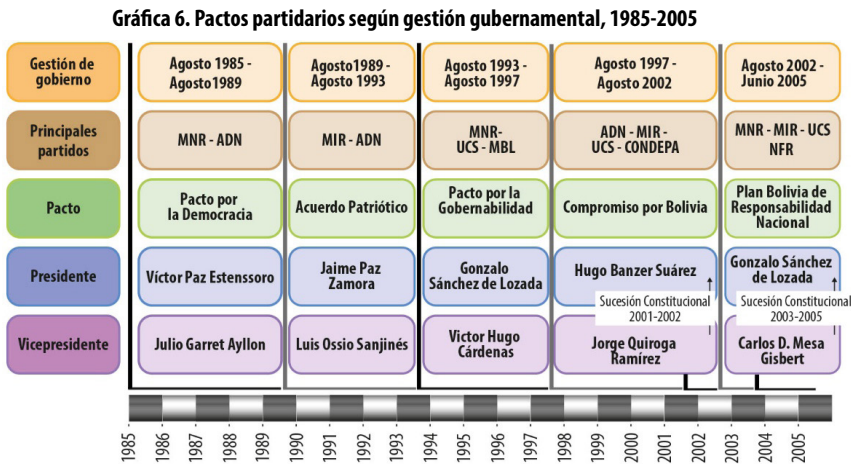 Gráfica 6. Pactos partidarios según gestión gubernamental, 1985-2005
Gestión de
gobierno
Agosto 1985 -
Agosto1989
Agosto1989 -
Agosto 1993
Agosto 1993 -
Agosto 1997
Agosto 1997 -
Agosto 2002
Agosto 2002 -
Junio 2005
Principales
partidos
MNR - ADN
MIR - ADN
MNR-
UCS - MBL
ADN - MIR -
UCS - CONDEPA
MNR - MIR - UCS
NFR
Pacto
Pacto por
la Democracia
Acuerdo Patriótico
Pacto por la
Gobernabilidad
Compromiso por Bolivia
Plan Bolivia de
Responsabilidad
Nacional
Presidente
Víctor Paz Estenssoro
Jaime Paz
Zamora
Gonzalo
Sánchez de Lozada
Hugo Banzer Suárez
Gonzalo Sánchez
de Lozada
Sucesión Constitucional
2001-2002
Sucesión Constitucional
2003-2005
Vicepresidente
Julio Garret Ayllon
Luis Ossio Sanjinés
Victor Hugo
Cárdenas
Jorge Quiroga
Ramírez
Carlos D. Mesa
Gisbert
1985
1986
1987
1988
1989
1990
1991
1992
1993
1994
1995
1996
1997
1998
1999
2000
2001
2002
2003
2004
2005